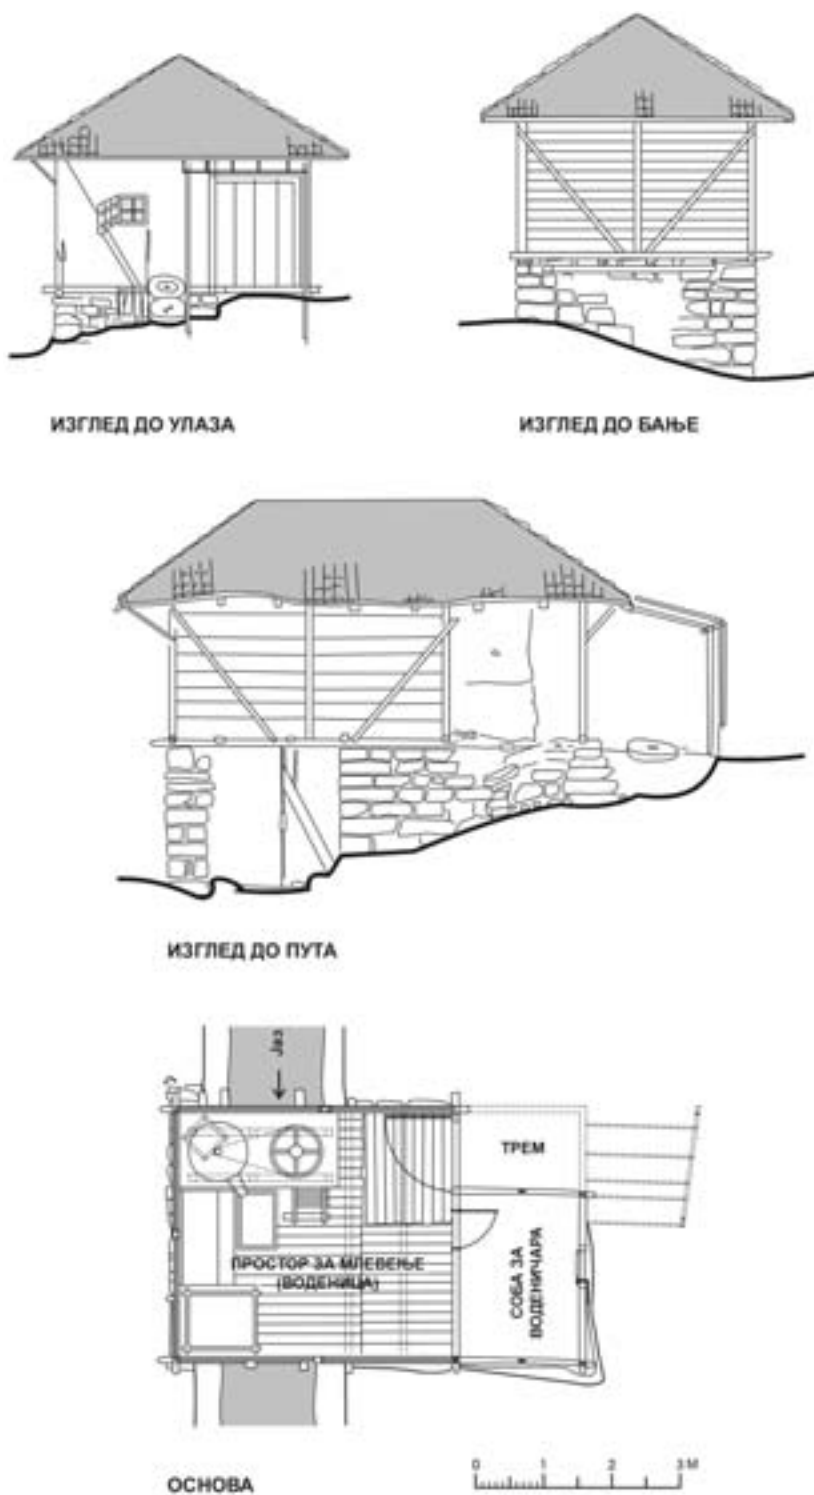 ИЗГЛЕД ДО УЛАЗА
ИЗГЛЕД ДО БАЊЕ
ИЗГЛЕД ДО ПУТА
Јаз
ТРЕМ
ПРОСТОР ЗА МЛЕВЕЊЕ
(ВОДЕНИЦА)
СОБА ЗА
ВОДЕНИЧАРА
ОСНОВА
0 1 2 3 М